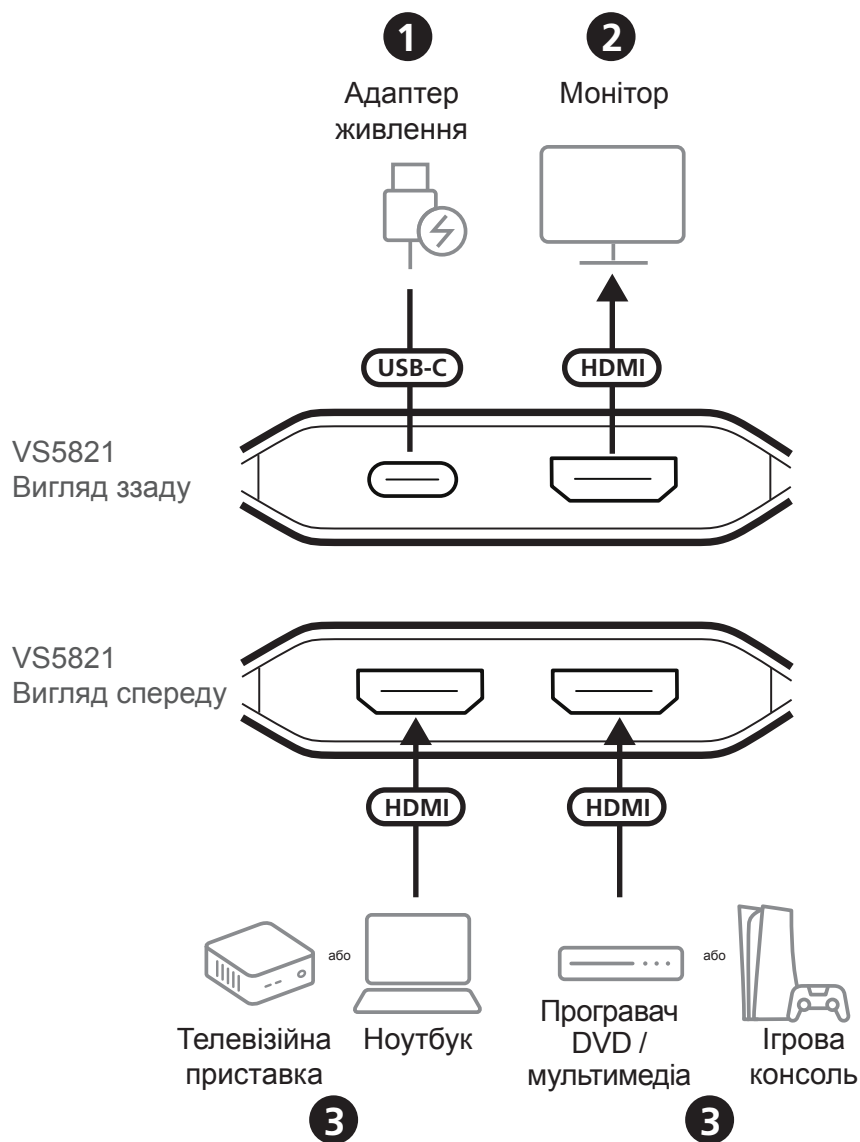 1
2
Адаптер
живлення
Монітор
USB-C
HDMI
VS5821
Вигляд ззаду
VS5821
Вигляд спереду
HDMI
HDMI
або
або
Телевізійна
приставка
Ноутбук
Програвач
DVD /
мультимедіа
Ігрова
консоль
3
3